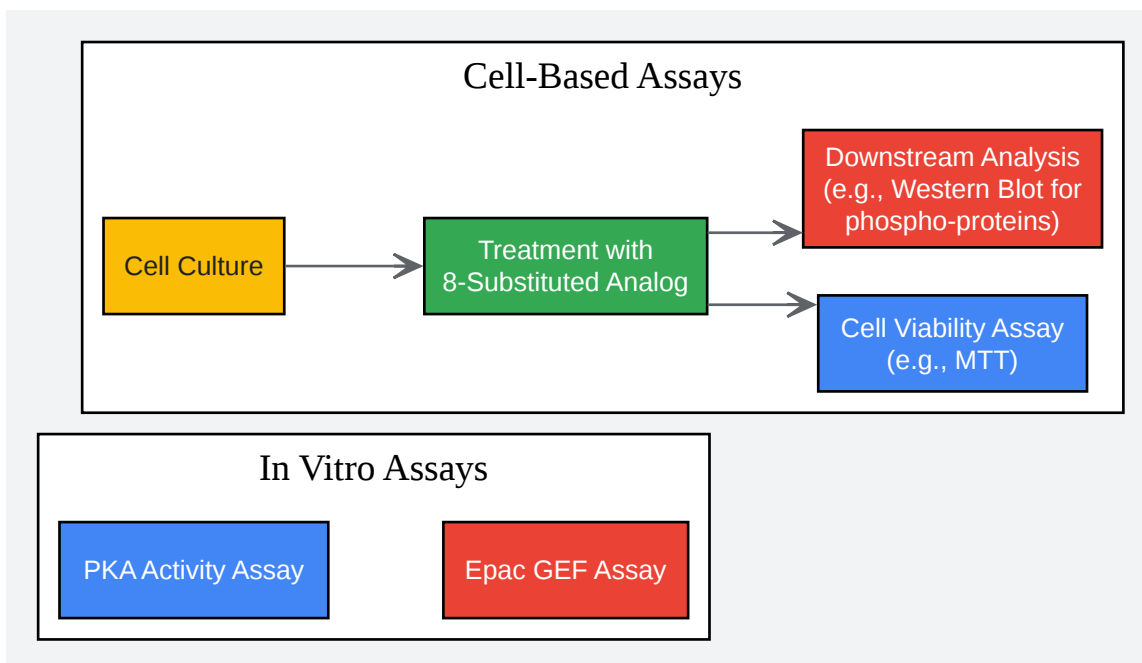 Cell-Based Assays
Cell Culture
Treatment with
8-Substituted Analog
Downstream Analysis
(e.g., Western Blot for
phospho-proteins)
Cell Viability Assay
(e.g., MTT)
In Vitro Assays
PKA Activity Assay
Epac GEF Assay